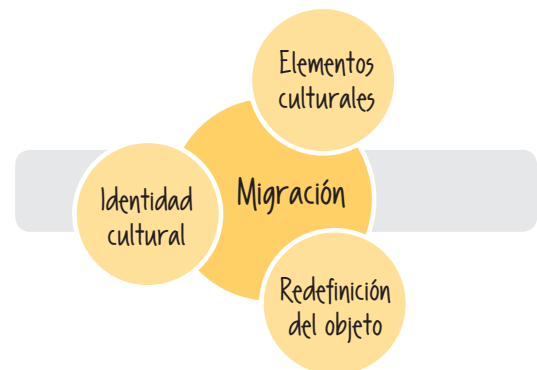 Elementos
culturales
Migración
Identidad
cultural
Redefinición
del objeto